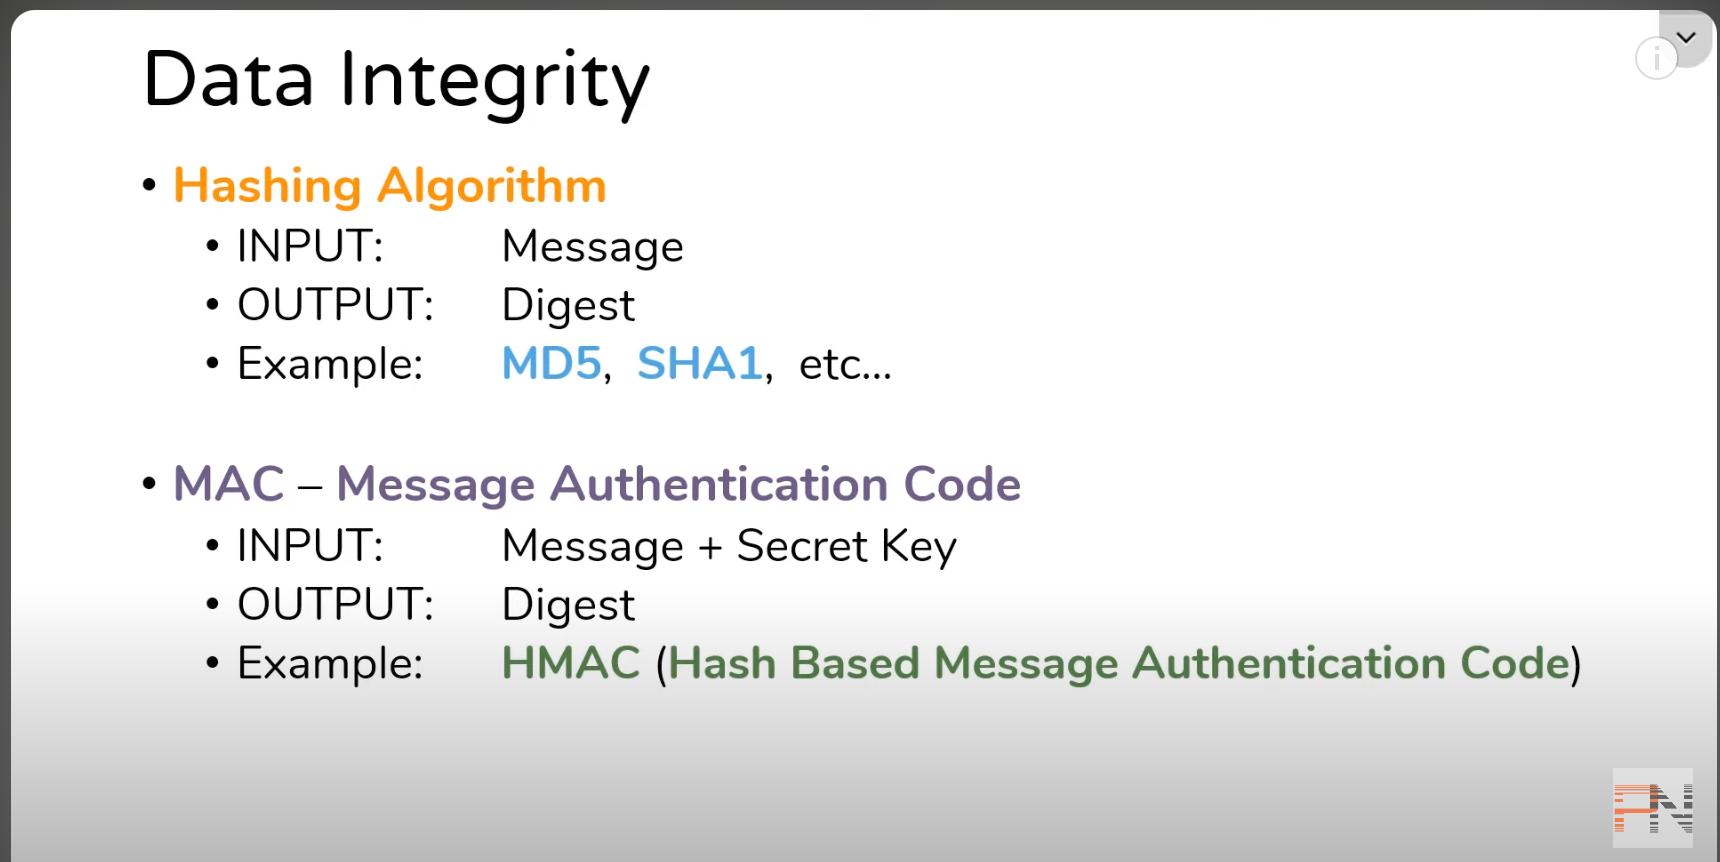 Data Integrity
• Hashing Algorithm
• INPUT: Message
• OUTPUT: Digest
• Example: MD5, SHA1, etc...
• MAC – Message Authentication Code
• INPUT: Message + Secret Key
• OUTPUT: Digest
• Example: HMAC (Hash Based Message Authentication Code)
PN